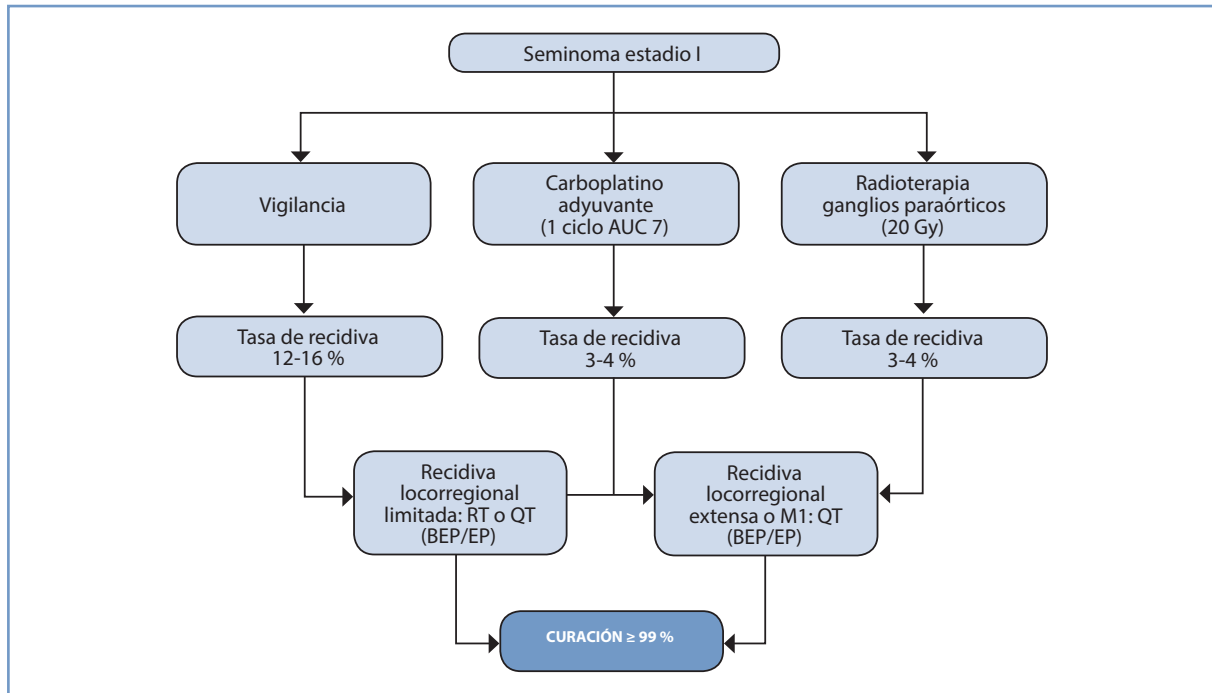 Seminoma estadio I
Vigilancia
Carboplatino
adyuvante
(1 ciclo AUC 7)
Radioterapia
ganglios paraórticos
(20 Gy)
Tasa de recidiva
12-16 %
Tasa de recidiva
3-4 %
Tasa de recidiva
3-4 %
Recidiva
locorregional
limitada: RT o QT
(BEP/EP)
Recidiva
locorregional
extensa o M1: QT
(BEP/EP)
CURACIÓN ≥ 99 %